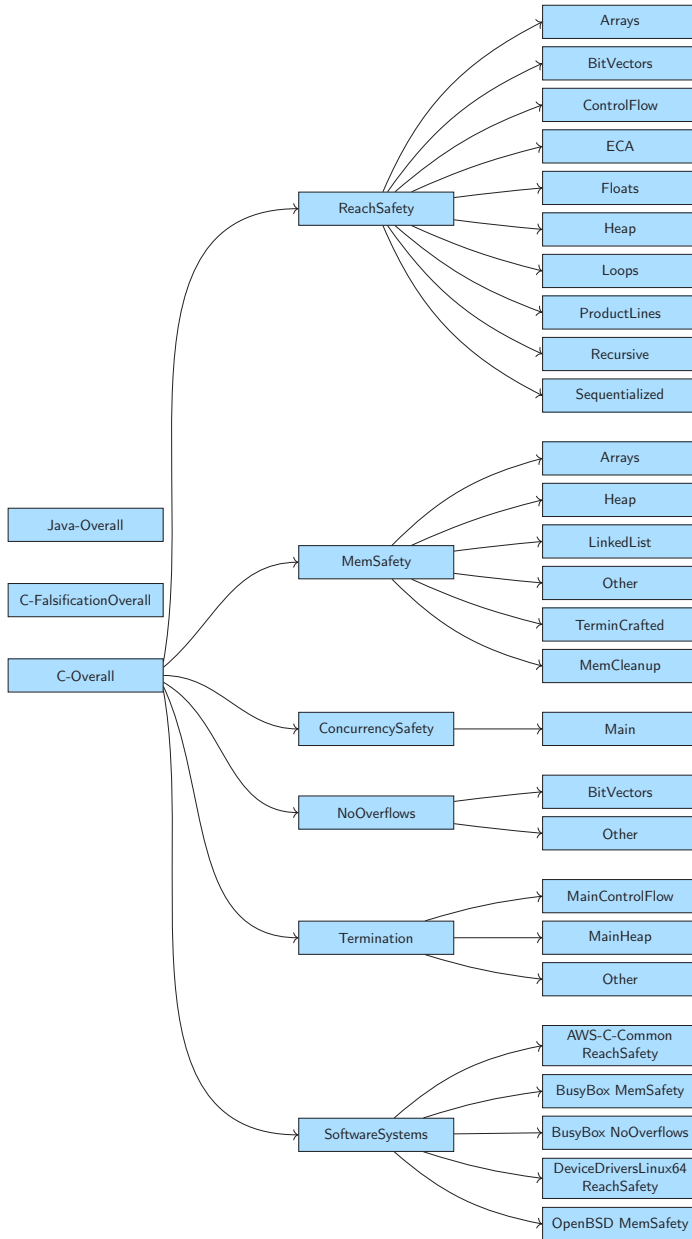 Arrays
BitVectors
ControlFlow
ECA
ReachSafety
Floats
Heap
Loops
ProductLines
Recursive
Sequentialized
Java-Overall
C-FalsificationOverall
C-Overall
MemSafety
Arrays
Heap
LinkedList
Other
TerminCrafted
MemCleanup
ConcurrencySafety
Main
NoOverflows
BitVectors
Other
Termination
MainControlFlow
MainHeap
Other
SoftwareSystems
AWS-C-Common
ReachSafety
BusyBox MemSafety
BusyBox NoOverflows
DeviceDriversLinux64
ReachSafety
OpenBSD MemSafety